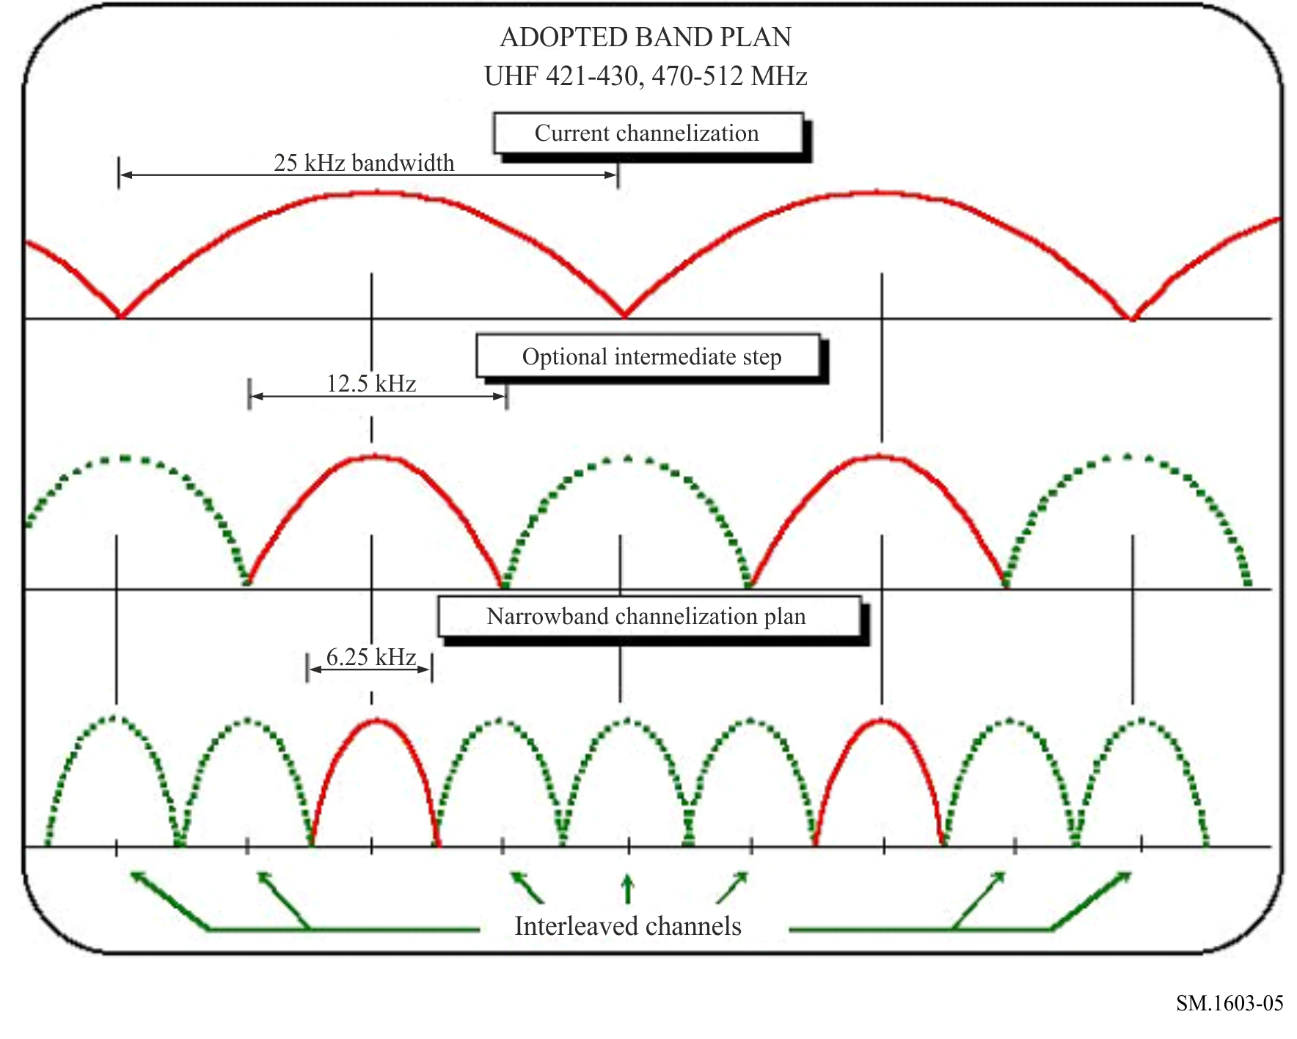 ADOPTED BAND PLAN
UHF 421-430, 470-512 MHz
Current channelization
25 kHz bandwidth
Optional intermediate step
12.5 kHz
Narrowband channelization plan
6.25 kHz
Interleaved channels
SM.1603-05